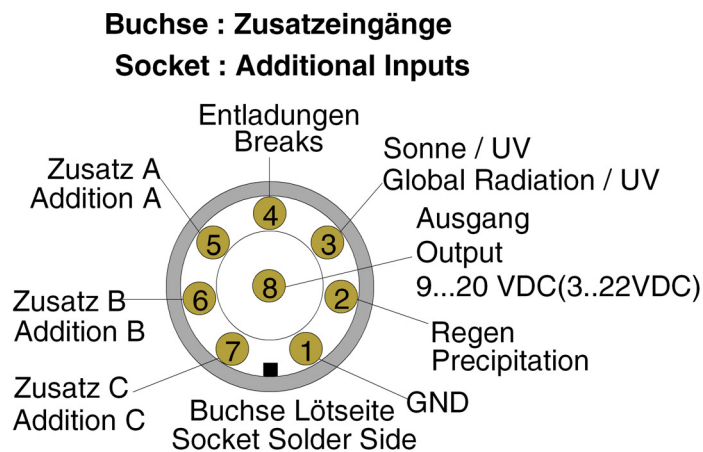 Buchse : Zusatzeingänge
Socket : Additional Inputs
Entladungen
Breaks
Sonne / UV
Global Radiation / UV
Zusatz A
Addition A
Ausgang
Output
9...20 VDC(3..22VDC)
4
5
3
8
6
2
7
1
Zusatz B
Addition B
Regen
Precipitation
Zusatz C
Addition C
GND
Buchse Lötseite
Socket Solder Side